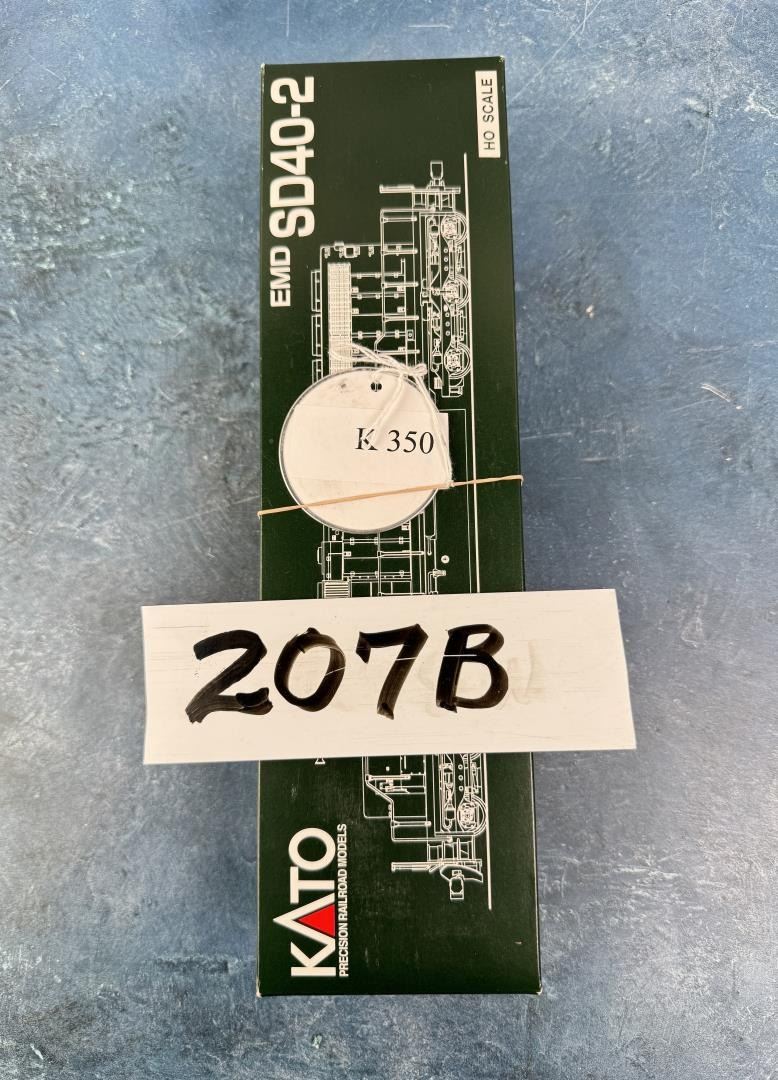 EMD SD40-2
HO SCALE
K 350
207B
KATO
PRECISION RAILROAD MODELS